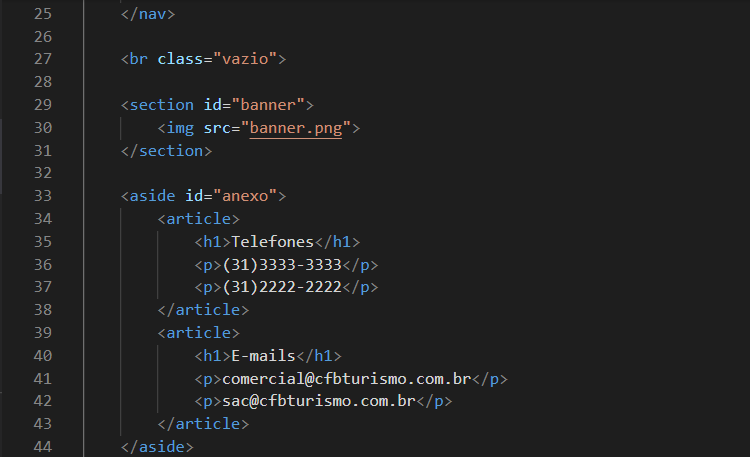 25 </nav>
26
27 <br class="vazio">
28
29 <section id="banner">
30 <img src="banner.png">
31 </section>
32
33 <aside id="anexo">
34 <article>
35 <h1>Telefones</h1>
36 <p>(31)3333-3333</p>
37 <p>(31)2222-2222</p>
38 </article>
39 <article>
40 <h1>E-mails</h1>
41 <p>comercial@cfbturismo.com.br</p>
42 <p>sac@cfbturismo.com.br</p>
43 </article>
44 </aside>